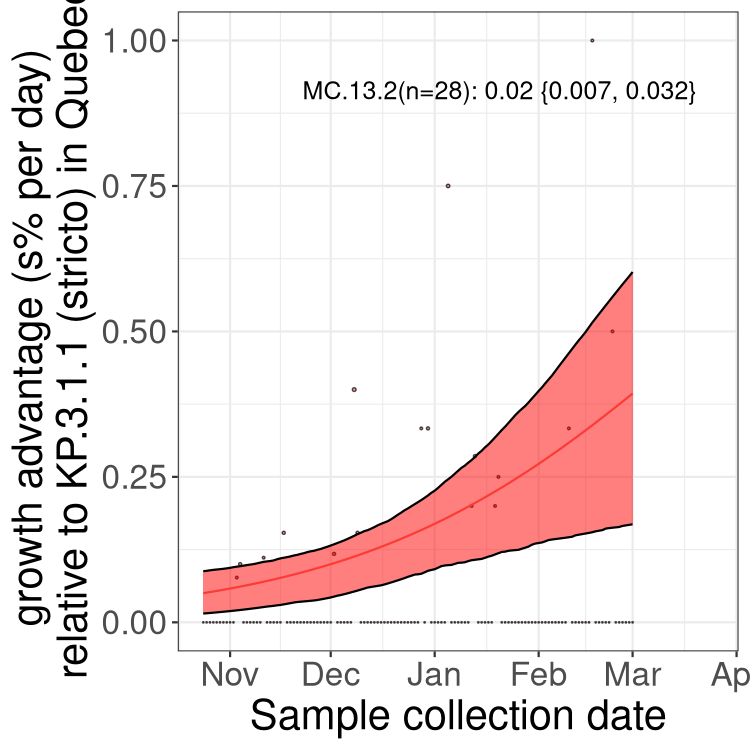 growth advantage (s% per day)
relative to KP.3.1.1 (stricto) in Quebec
1.00
0.75
0.50
0.25
0.00
MC.13.2(n=28): 0.02 {0.007, 0.032}
Nov Dec Jan Feb Mar Ap
Sample collection date